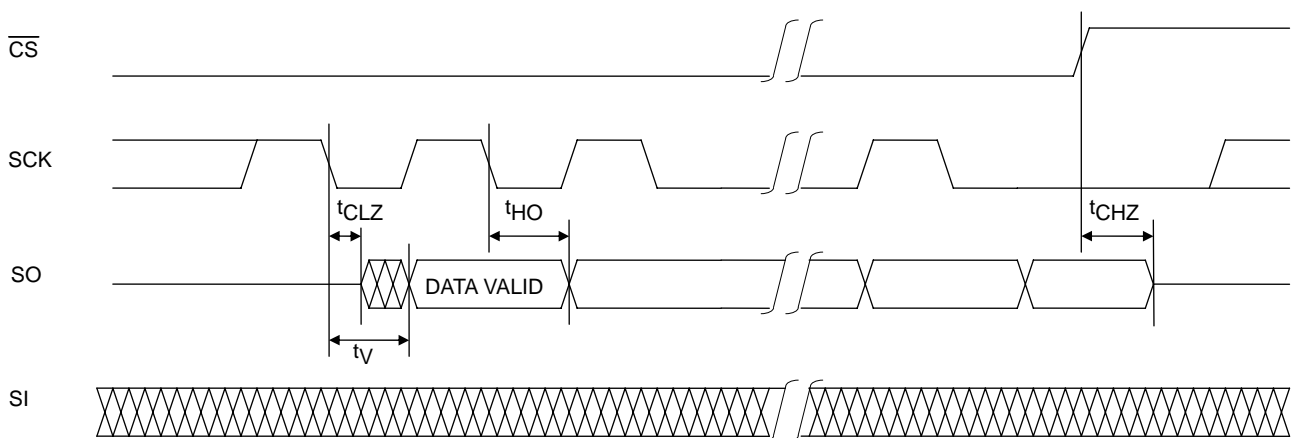 CS
SCK
tCLZ
tHO
tCHZ
SO
DATA VALID
tV
SI